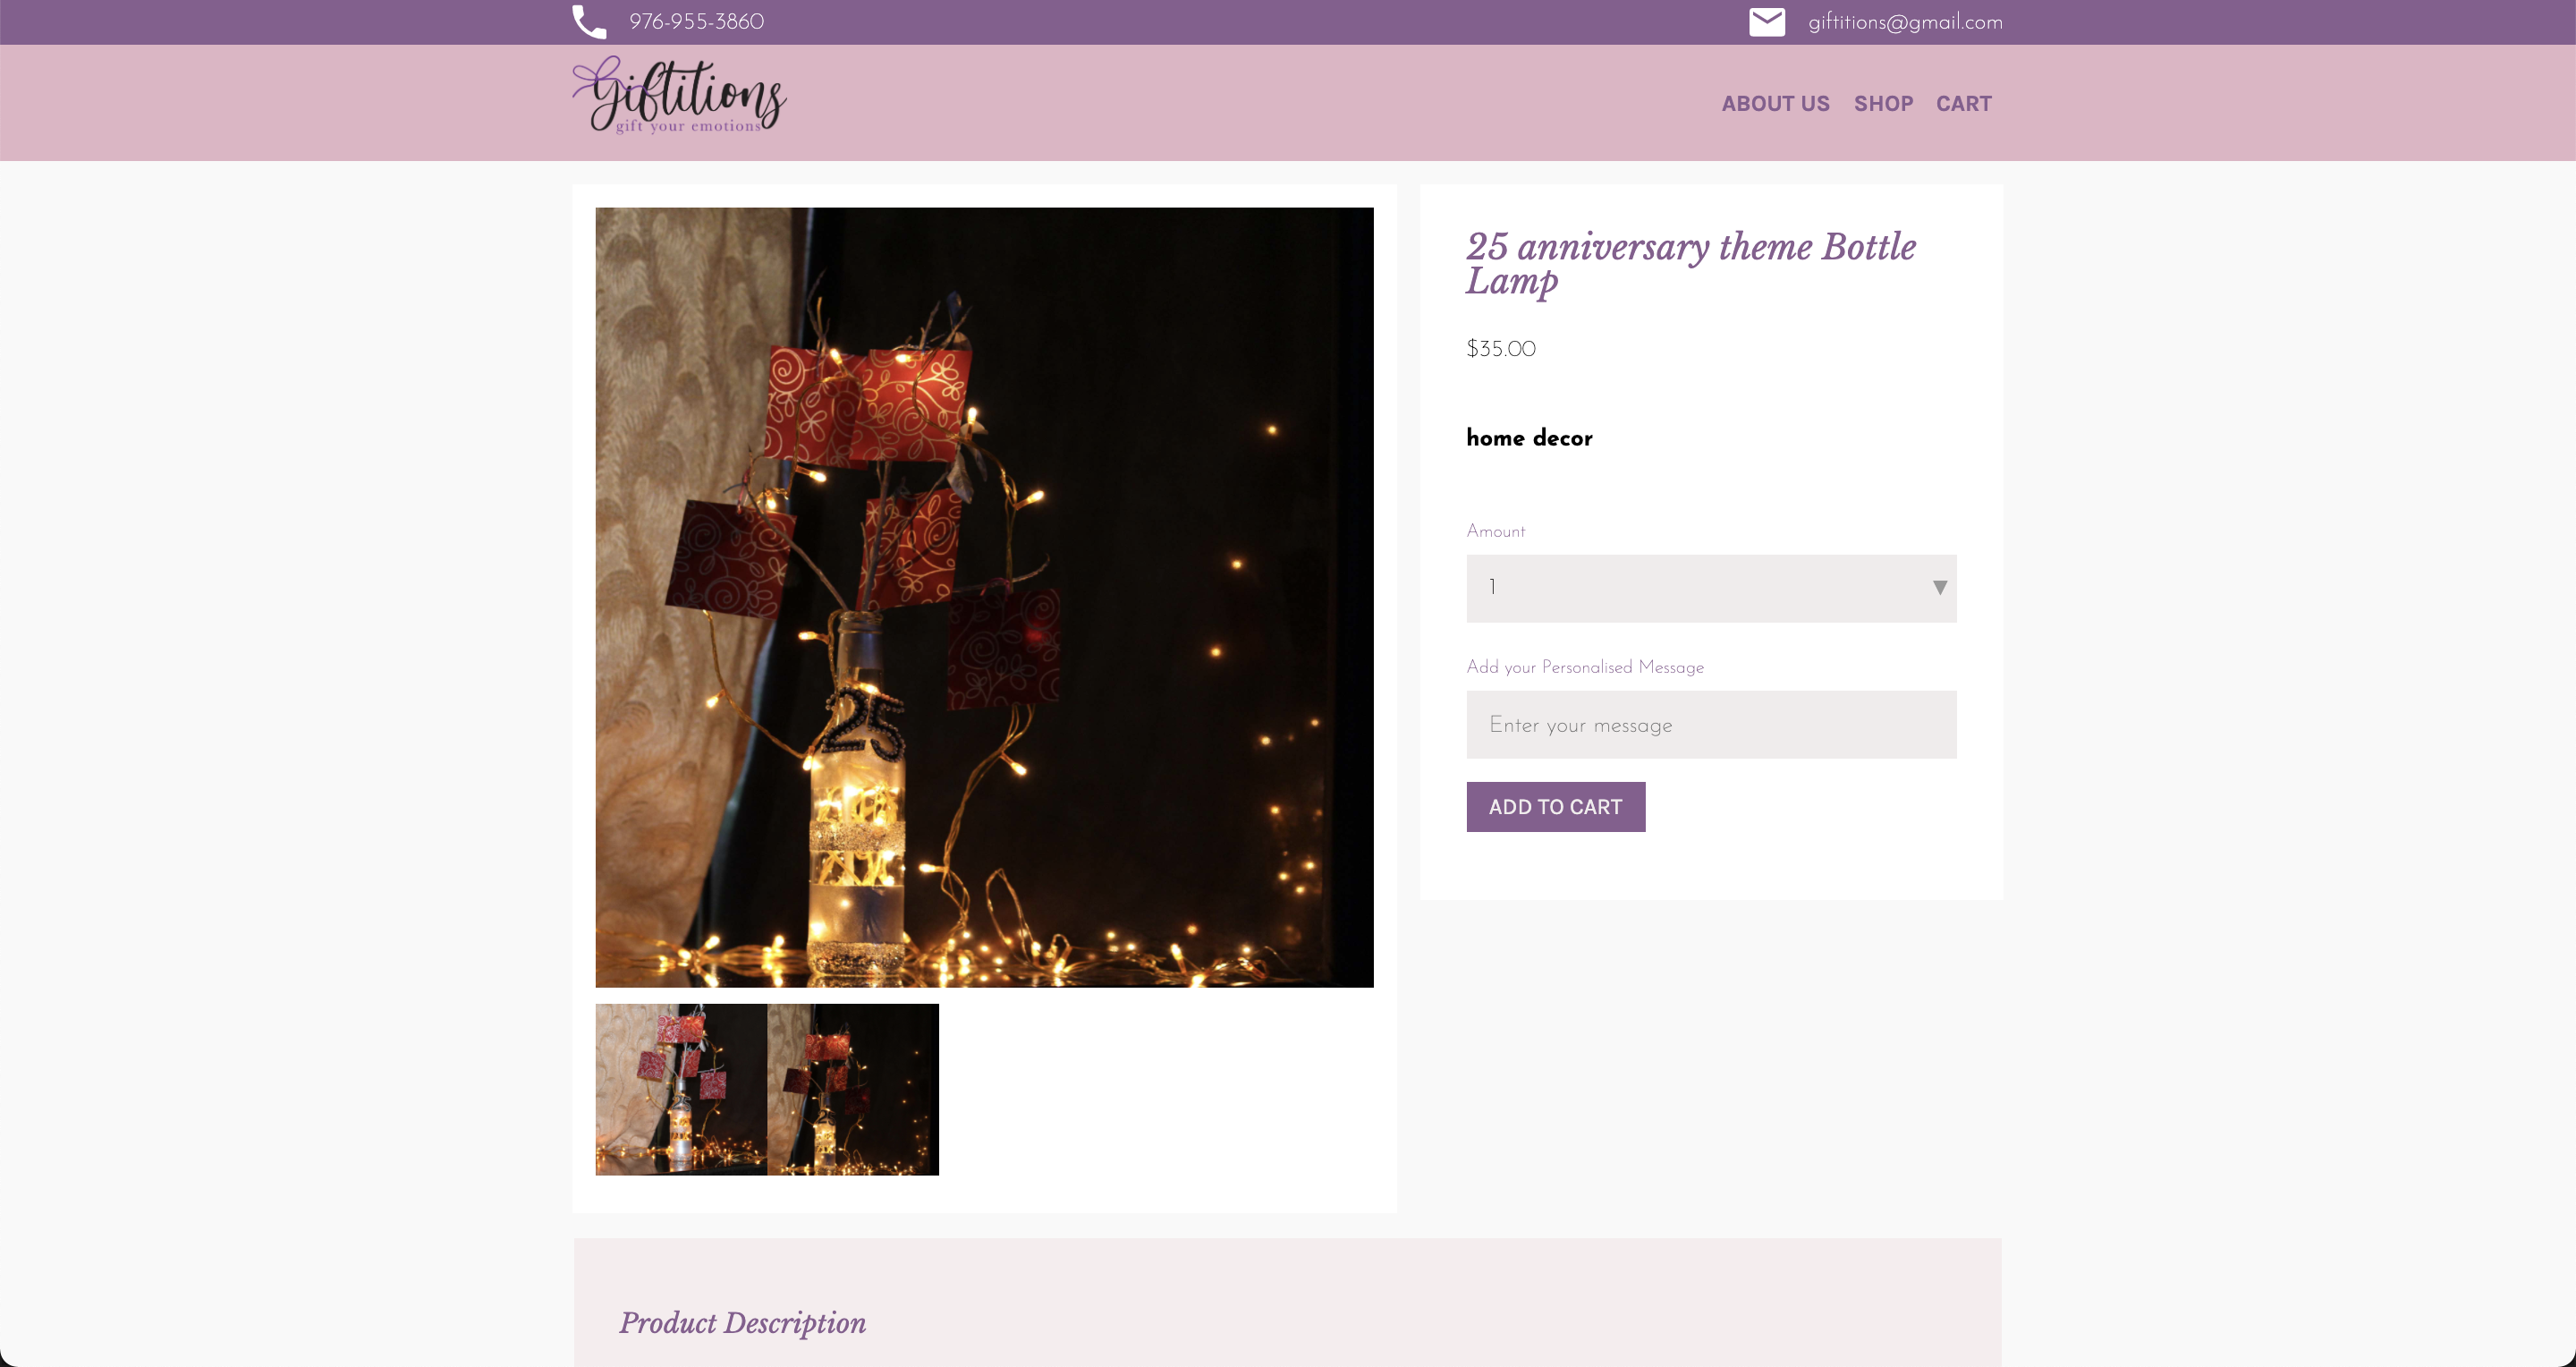 976-955-3860
giftitions@gmail.com
Giftitions
gift your emotions
ABOUT US
SHOP
CART
25 anniversary theme Bottle
Lamp
$35.00
home decor
Amount
1
Add your Personalised Message
Enter your message
ADD TO CART
25
Product Description